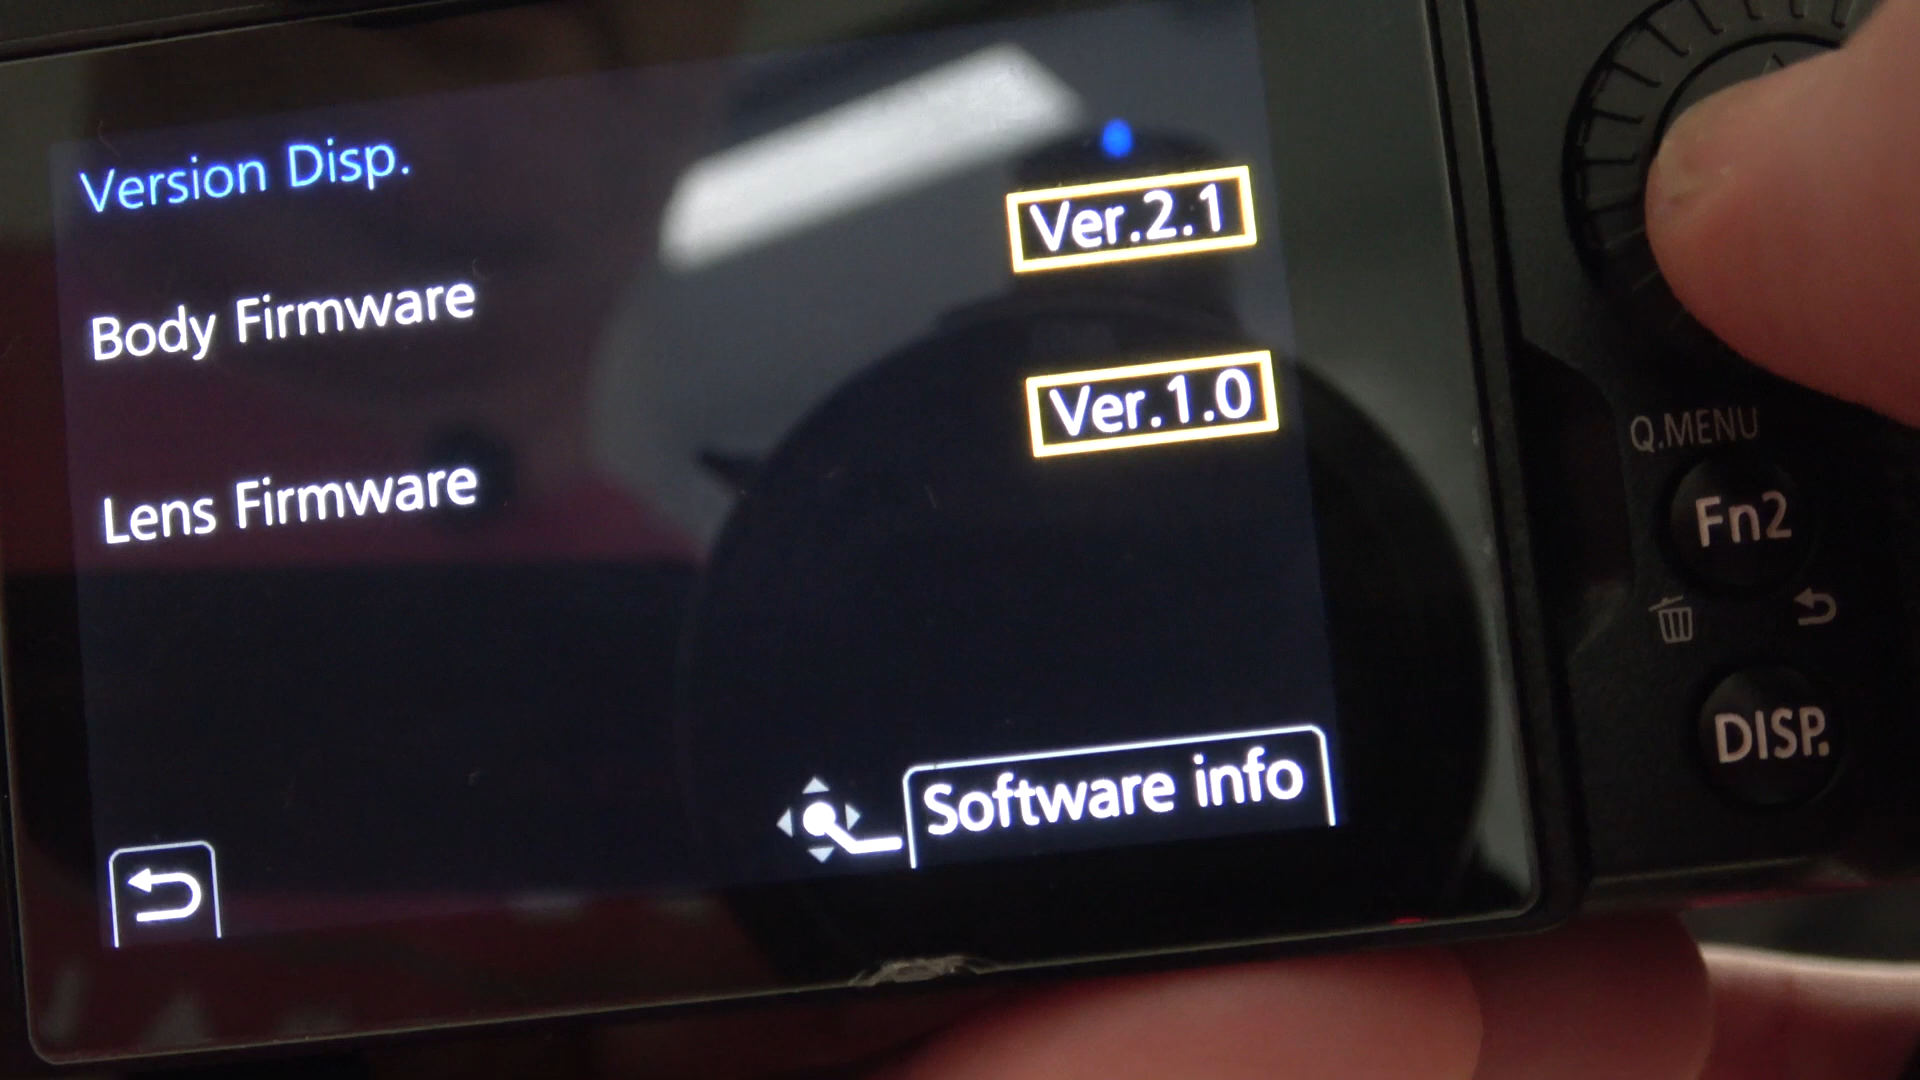 Version Disp.
Body Firmware
Ver.2.1
Lens Firmware
Ver.1.0
Software info
Q.MENU
Fn2
DISP.